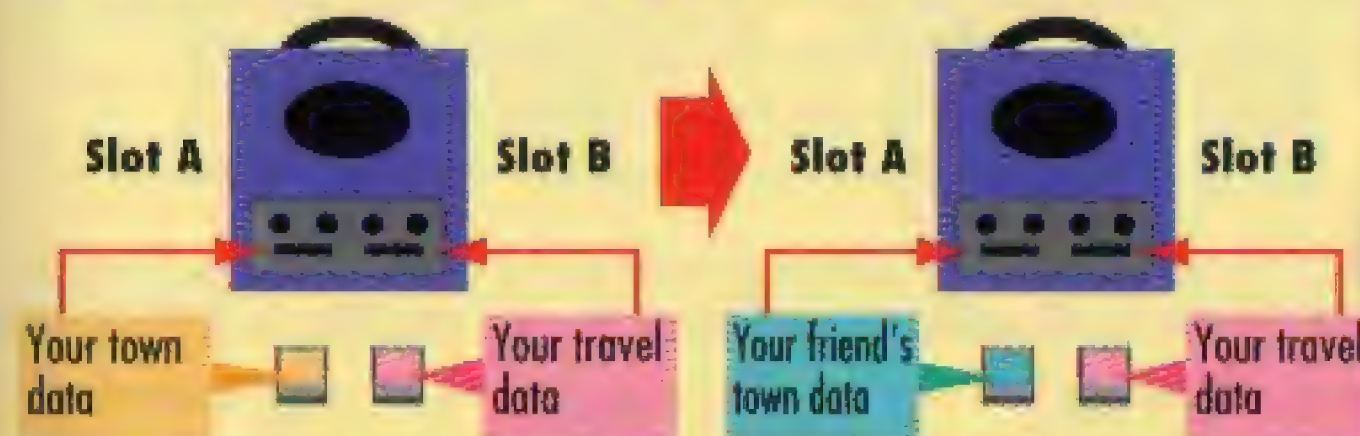 Slot A
Slot B
Slot A
Slot B
Your town
data
Your travel
data
Your friend's
town data
Your travel
data